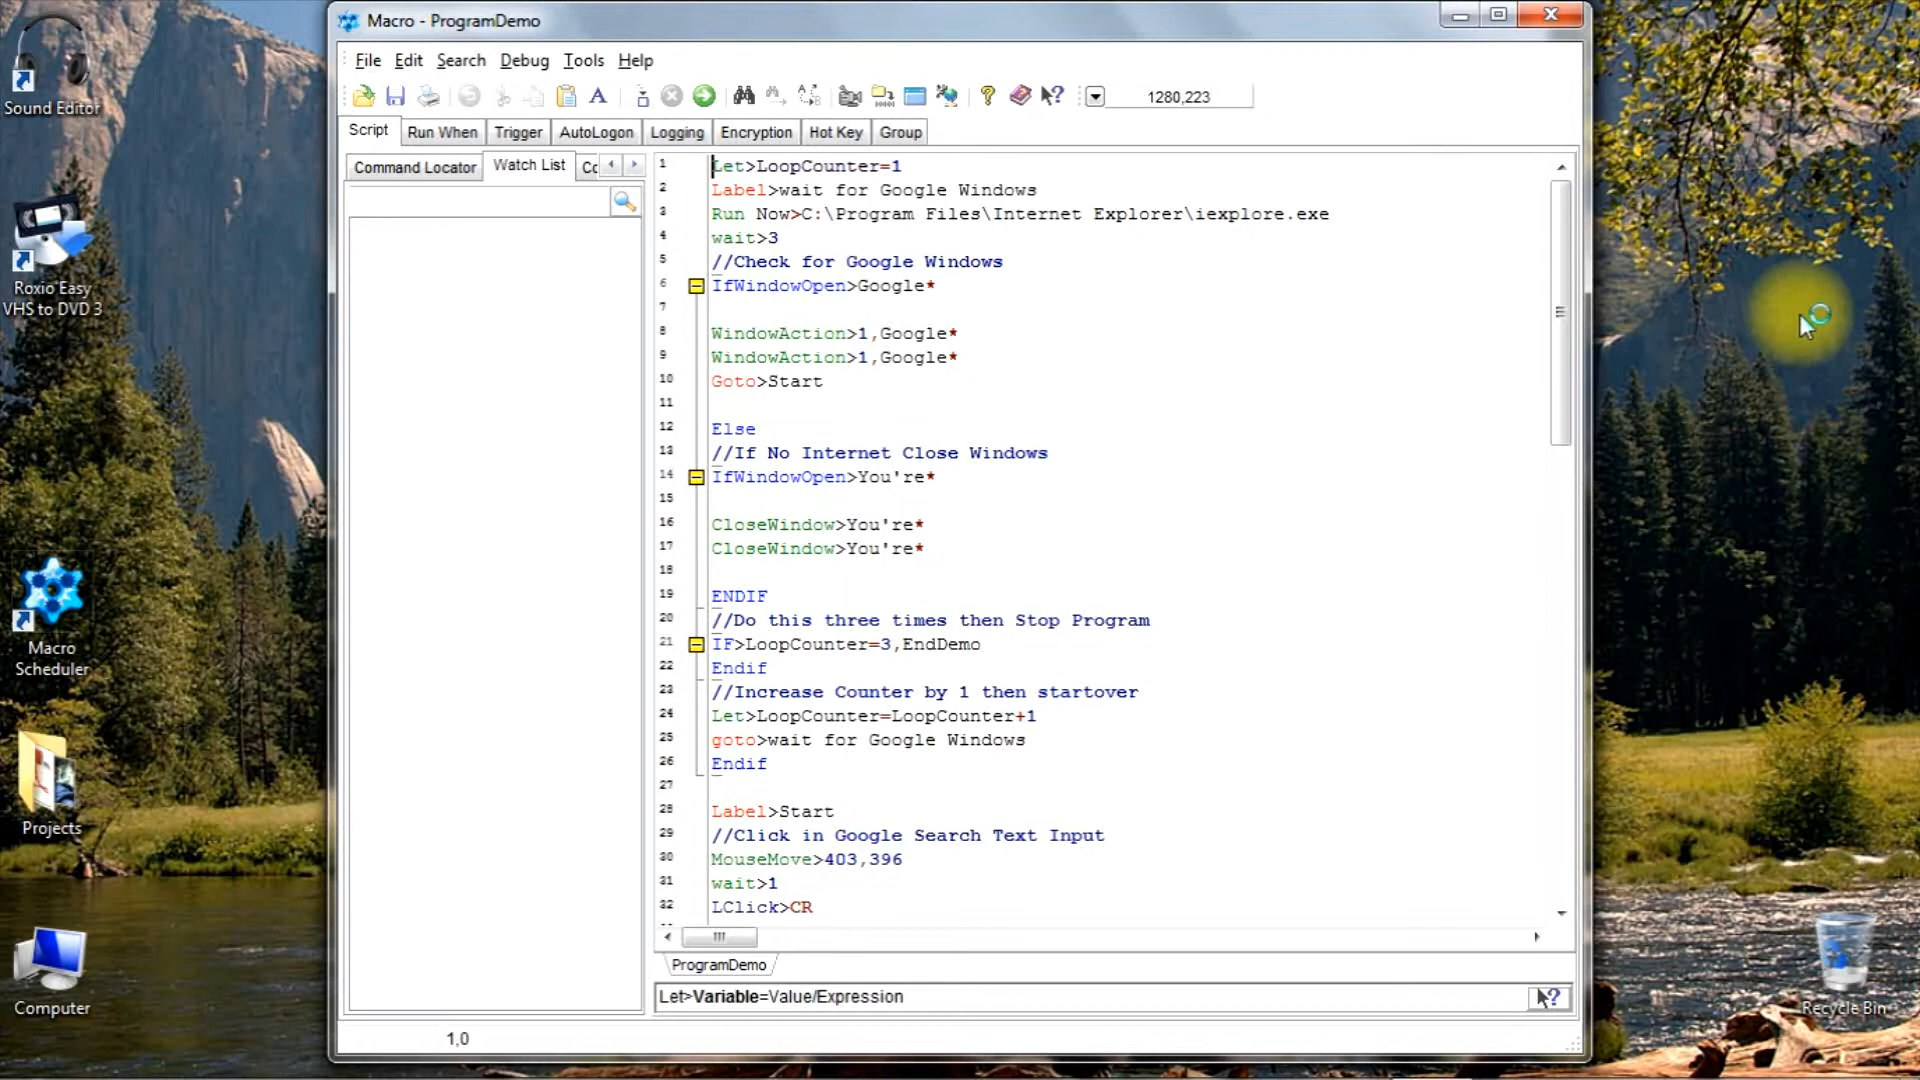 Macro - ProgramDemo
File Edit Search Debug Tools Help
1280,223
Script Run When Trigger AutoLogon Logging Encryption Hot Key Group
Command Locator Watch List Co
1 Let>LoopCounter=1
2 Label>wait for Google Windows
3 Run Now>C:\Program Files\Internet Explorer\iexplore.exe
4 wait>3
5 //Check for Google Windows
6 IfWindowOpen>Google*
7
8 WindowAction>1,Google*
9 WindowAction>1,Google*
10 Goto>Start
11
12 Else
13 //If No Internet Close Windows
14 IfWindowOpen>You're*
15
16 CloseWindow>You're*
17 CloseWindow>You're*
18
19 ENDIF
20 //Do this three times then Stop Program
21 IF>LoopCounter=3,EndDemo
22 Endif
23 //Increase Counter by 1 then startover
24 Let>LoopCounter=LoopCounter+1
25 goto>wait for Google Windows
26 Endif
27
28 Label>Start
29 //Click in Google Search Text Input
30 MouseMove>403,396
31 wait>1
32 LClick>CR
ProgramDemo
Let>Variable=Value/Expression
1,0
Sound Editor
Roxio Easy
VHS to DVD 3
Macro
Scheduler
Projects
Computer
Recycle Bin